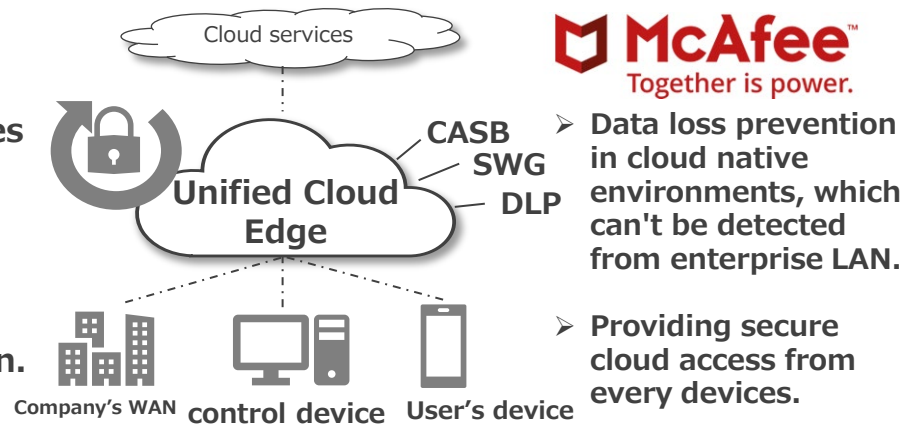 Cloud services
McAfee™
Together is power.
es
Unified Cloud
Edge
CASB
SWG
DLP
➢ Data loss prevention
in cloud native
environments, which
can't be detected
from enterprise LAN.
➢ Providing secure
cloud access from
every devices.
n.
Company's WAN
control device
User's device